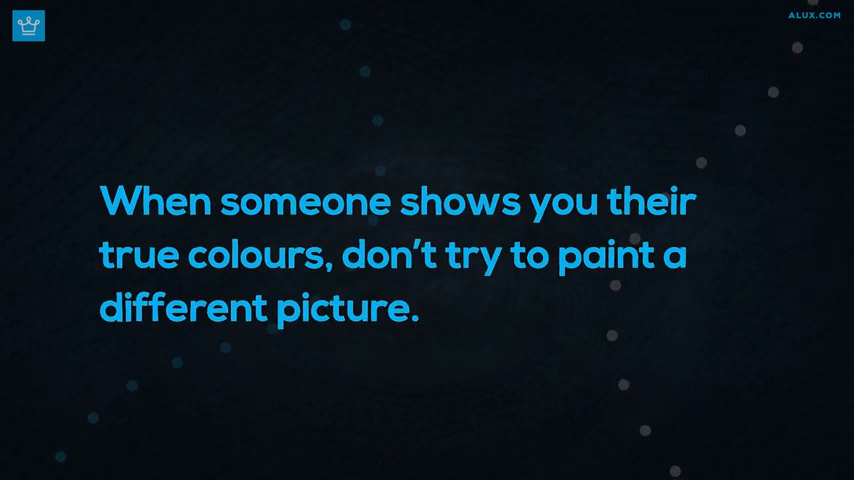 ALUX.COM
When someone shows you their
true colours, don't try to paint a
different picture.